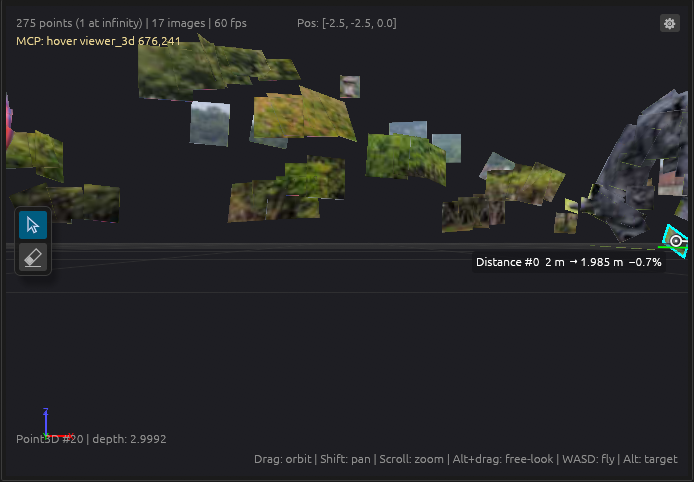 275 points (1 at infinity) | 17 images | 60 fps
Pos: [-2.5, -2.5, 0.0]
MCP: hover viewer_3d 676,241
Distance #0 2 m → 1.985 m −0.7%
Z
Point3D #20 | depth: 2.9992
Drag: orbit | Shift: pan | Scroll: zoom | Alt+drag: free-look | WASD: fly | Alt: target